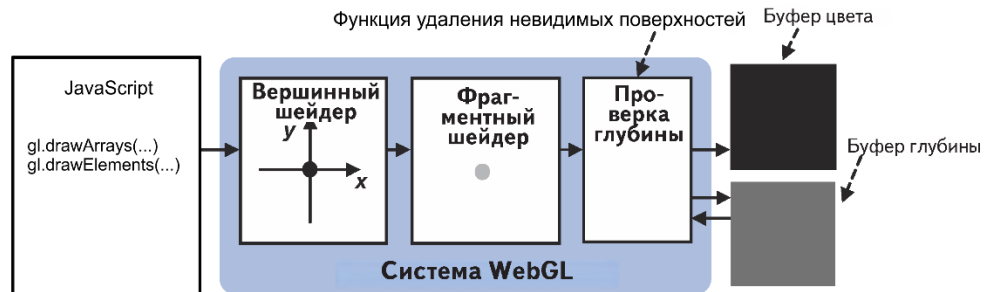 Функция удаления невидимых поверхностей
Буфер цвета
JavaScript
gl.drawArrays(...)
gl.drawElements(...)
Вершинный
шейдер
y
x
Фраг-
ментный
шейдер
Про-
верка
глубины
Буфер глубины
Система WebGL